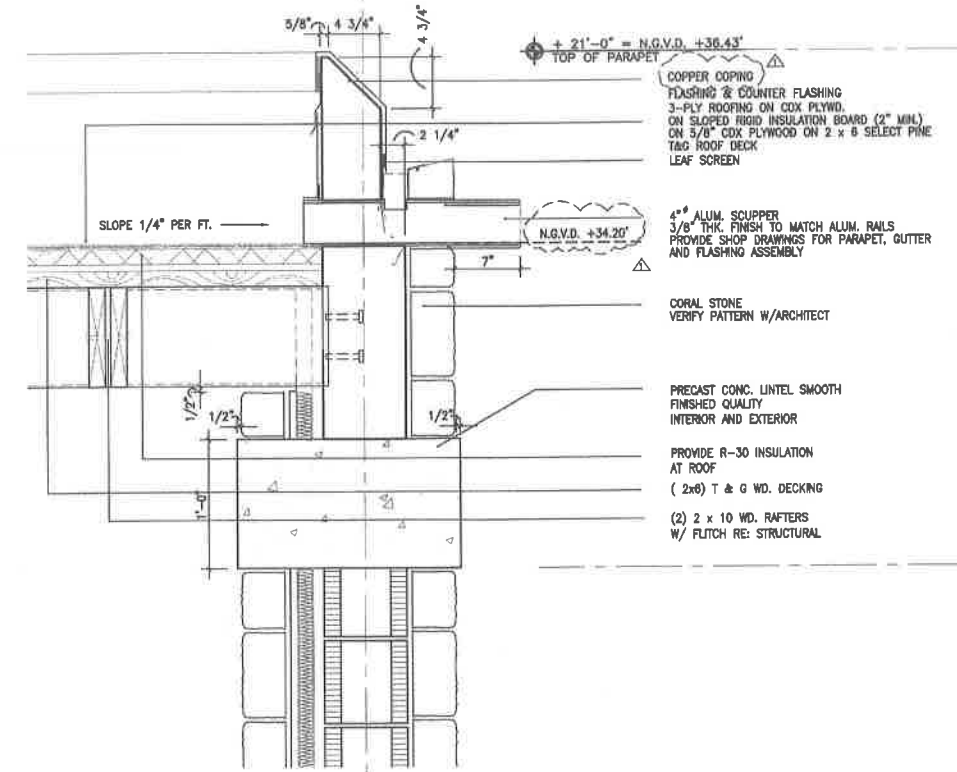 5/8"
4 3/4"
4 3/4"
+ 21'-0" = N.G.V.D. +36.43'
TOP OF PARAPET
1
COPPER COPING
FLASHING & COUNTER FLASHING
3-PLY ROOFING ON CDX PLYWD.
ON SLOPED RIGID INSULATION BOARD (2" MIN.)
ON 5/8" CDX PLYWOOD ON 2 x 6 SELECT PINE
T&G ROOF DECK
2 1/4"
LEAF SCREEN
SLOPE 1/4" PER FT.
N.G.V.D. +34.20'
4"ø ALUM. SCUPPER
3/8" THK. FINISH TO MATCH ALUM. RAILS
PROVIDE SHOP DRAWINGS FOR PARAPET, GUTTER
AND FLASHING ASSEMBLY
1
7"
CORAL STONE
VERIFY PATTERN W/ARCHITECT
1/2"
1/2"
1/2"
PRECAST CONC. LINTEL SMOOTH
FINISHED QUALITY
INTERIOR AND EXTERIOR
PROVIDE R-30 INSULATION
AT ROOF
1'-0"
( 2x6) T & G WD. DECKING
(2) 2 x 10 WD. RAFTERS
W/ FLITCH RE: STRUCTURAL